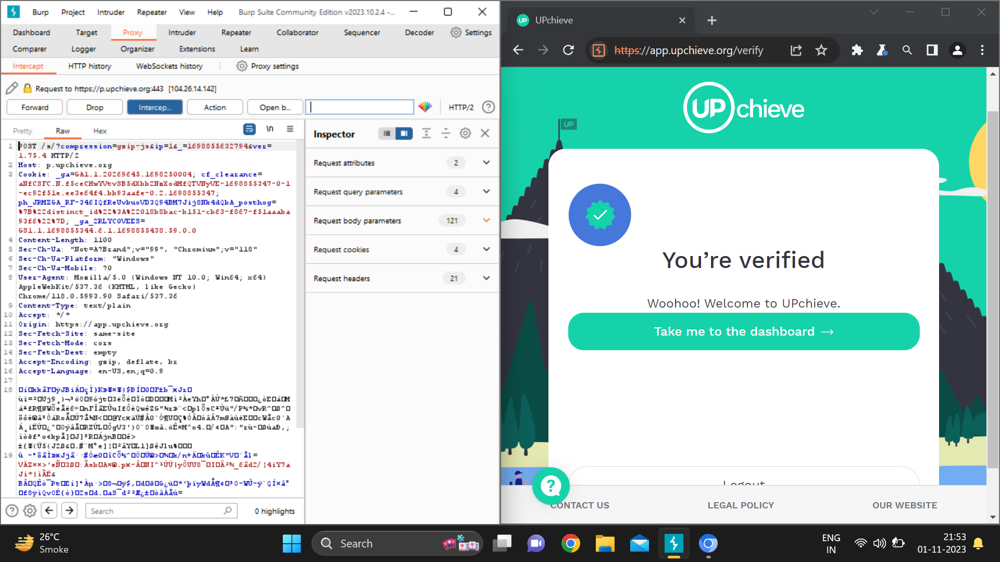 Burp Project Intruder Repeater View Help Burp Suite Community Edition v2023.10.2.4 -...
Dashboard Target Proxy Intruder Repeater Collaborator Sequencer Decoder Settings
Comparer Logger Organizer Extensions Learn
Intercept HTTP history WebSockets history Proxy settings
Request to https://p.upchieve.org:443 [104.26.14.142]
Forward Drop Intercep... Action Open b... HTTP/2
Pretty Raw Hex \n
1 POST /s/?compression=gzip-js&ip=1&_=1698855632794&ver=
1.75.4 HTTP/2
2 Host: p.upchieve.org
3 Cookie: _ga=GA1.1.20269645.1698250004; cf_clearance=
aNfCSFC.N.f5ceCHwYVtvSB5dXbb2NsXodMfQTVNyVE-1698855347-0-1
-ec92f51e.ee3e64f4.bb93aafe-0.2.1698855347;
ph_JRMZGA_RF-346IQfReUvbuoVD3Q94BM7Jij8Nk4dQbA_posthog=
%7B%22distinct_id%22%3A%22018b8bac-b151-cb63-f867-f51aaaba
93f6%22%7D; _ga_2RLYC0VEES=
GS1.1.1698855344.6.1.1698855438.59.0.0
4 Content-Length: 1100
5 Sec-Ch-Ua: "Not=A?Brand";v="99", "Chromium";v="118"
6 Sec-Ch-Ua-Platform: "Windows"
7 Sec-Ch-Ua-Mobile: ?0
8 User-Agent: Mozilla/5.0 (Windows NT 10.0; Win64; x64)
AppleWebKit/537.36 (KHTML, like Gecko)
Chrome/118.0.5993.90 Safari/537.36
9 Content-Type: text/plain
10 Accept: */*
11 Origin: https://app.upchieve.org
12 Sec-Fetch-Site: same-site
13 Sec-Fetch-Mode: cors
14 Sec-Fetch-Dest: empty
15 Accept-Encoding: gzip, deflate, br
16 Accept-Language: en-US,en;q=0.9
17
18
19
Search 0 highlights
Inspector
Request attributes 2
Request query parameters 4
Request body parameters 121
Request cookies 4
Request headers 21
UP UPchieve
https://app.upchieve.org/verify
UPchieve
UP
You’re verified
Woohoo! Welcome to UPchieve.
Take me to the dashboard →
Logout
CONTACT US LEGAL POLICY OUR WEBSITE
26°C
Smoke
Search
ENG
IN
21:53
01-11-2023